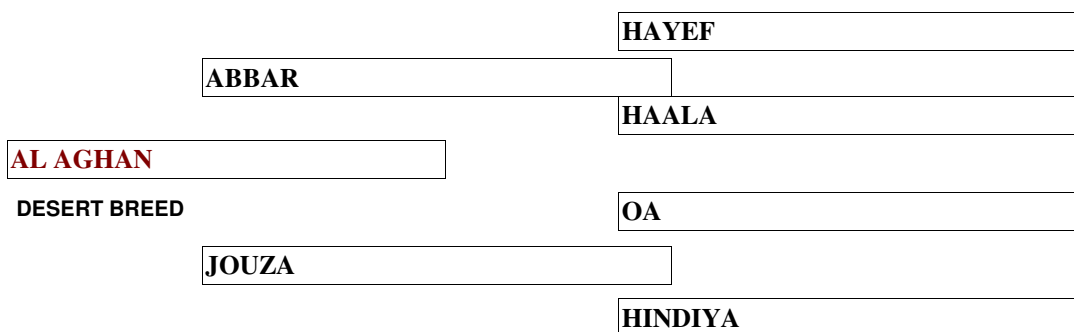 HAYEF
ABBAR
HAALA
AL AGHAN
DESERT BREED
OA
JOUZA
HINDIYA